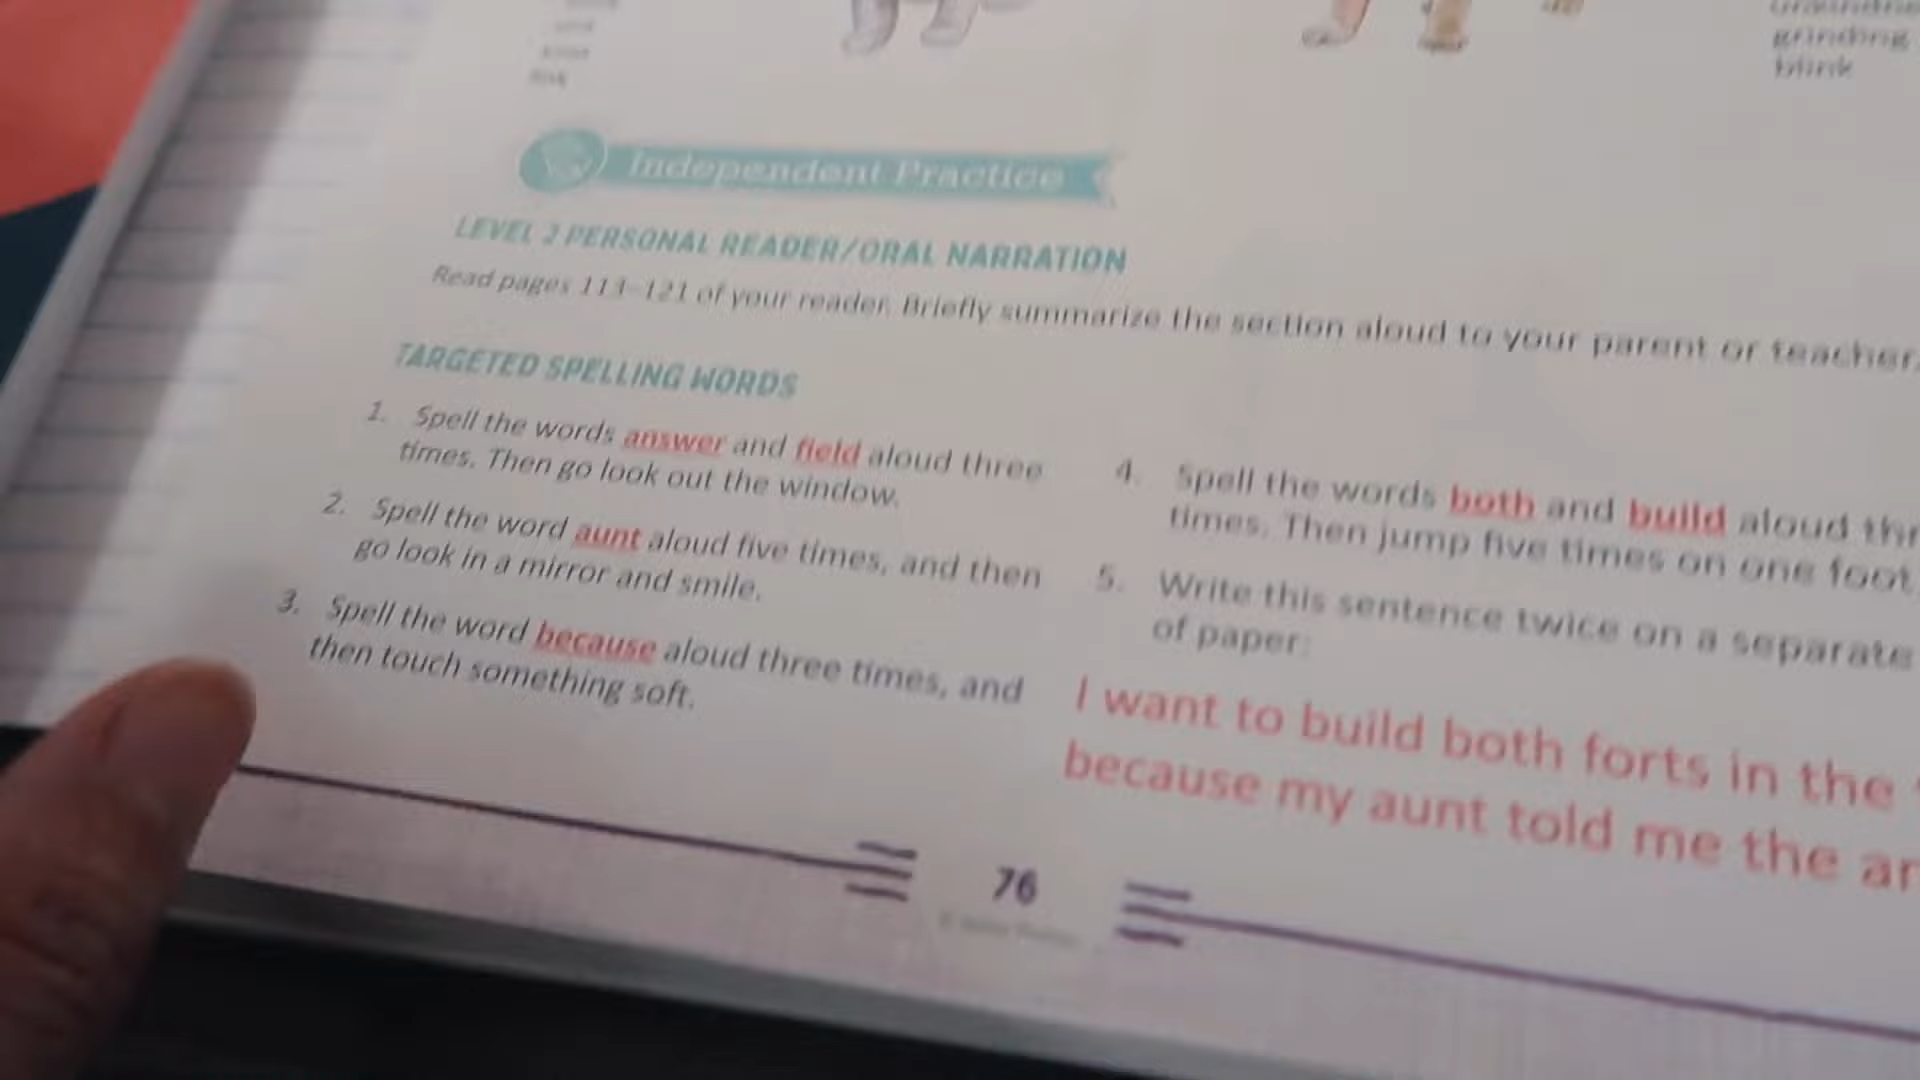 grinding
blink
Independent Practice
LEVEL 2 PERSONAL READER/ORAL NARRATION
Read pages 113–121 of your reader. Briefly summarize the section aloud to your parent or teacher.
TARGETED SPELLING WORDS
1. Spell the words answer and field aloud three
times. Then go look out the window.
2. Spell the word aunt aloud five times, and then
go look in a mirror and smile.
3. Spell the word because aloud three times, and
then touch something soft.
4. Spell the words both and build aloud thr
times. Then jump five times on one foot.
5. Write this sentence twice on a separate
of paper:
I want to build both forts in the
because my aunt told me the an
76